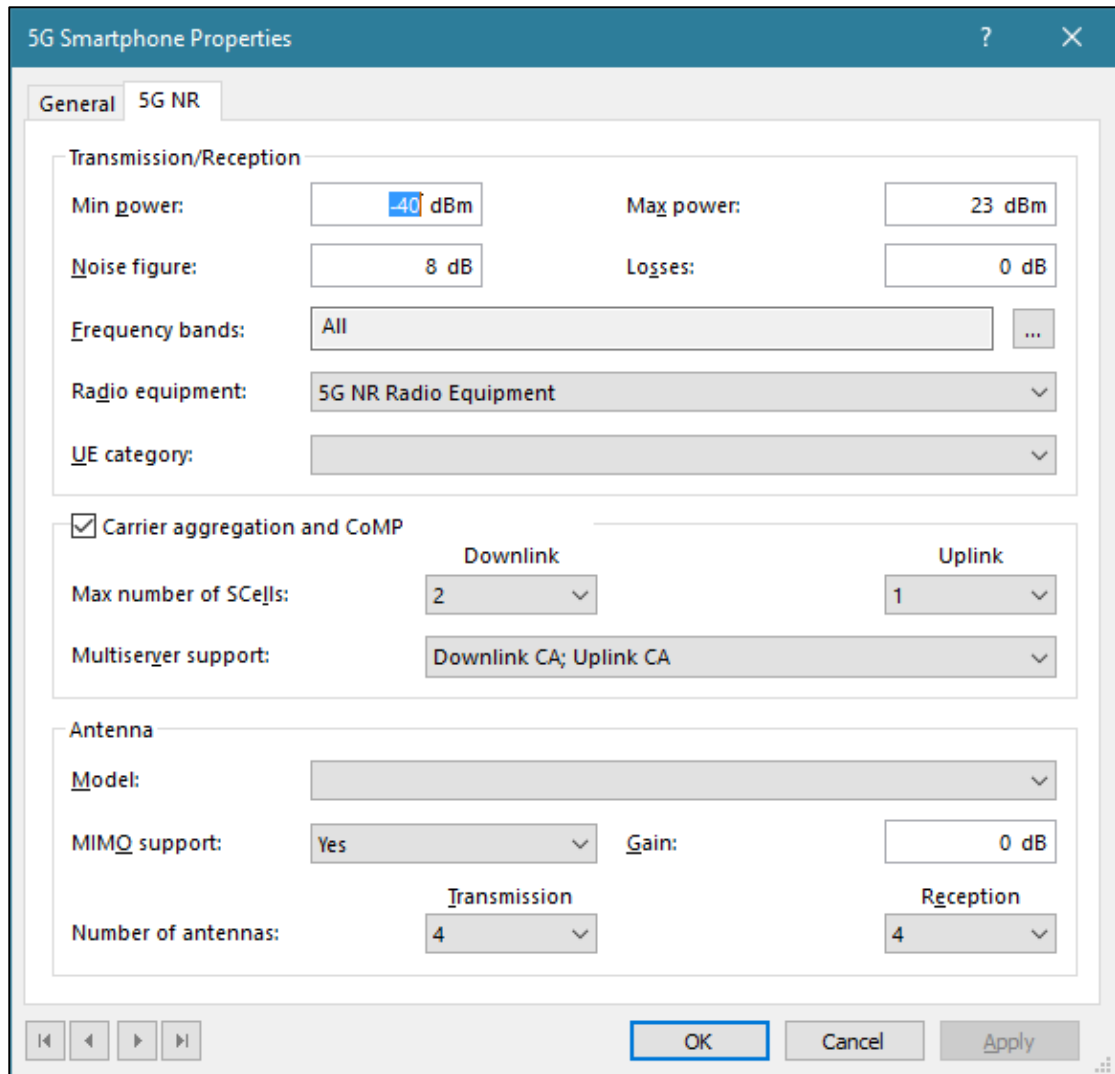 5G Smartphone Properties ?
General 5G NR
Transmission/Reception
Min power: -40 dBm Max power: 23 dBm
Noise figure: 8 dB Losses: 0 dB
Frequency bands: All ...
Radio equipment: 5G NR Radio Equipment
UE category:
Carrier aggregation and CoMP
Downlink Uplink
Max number of SCells: 2 1
Multiserver support: Downlink CA; Uplink CA
Antenna
Model:
MIMO support: Yes Gain: 0 dB
Transmission Reception
Number of antennas: 4 4
OK Cancel Apply